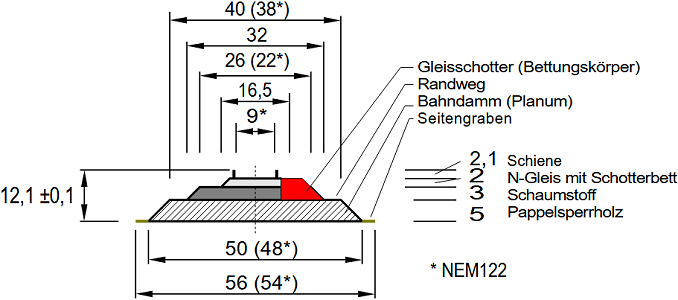 40 (38*)
32
26 (22*)
16,5
9*
Gleisschotter (Bettungskörper)
Randweg
Bahndamm (Planum)
Seitengraben
12,1 ±0,1
2,1 Schiene
2 N-Gleis mit Schotterbett
3 Schaumstoff
5 Pappelsperrholz
50 (48*)
56 (54*)
* NEM122